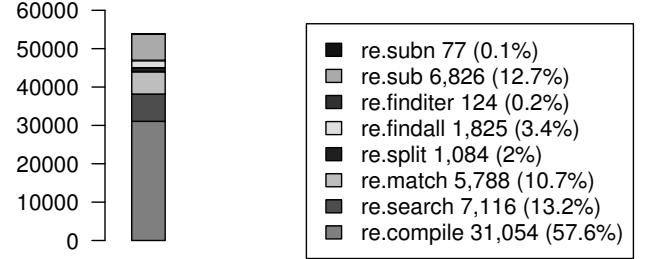 60000
50000
40000
30000
20000
10000
0
re.subn 77 (0.1%)
re.sub 6,826 (12.7%)
re.finditer 124 (0.2%)
re.findall 1,825 (3.4%)
re.split 1,084 (2%)
re.match 5,788 (10.7%)
re.search 7,116 (13.2%)
re.compile 31,054 (57.6%)